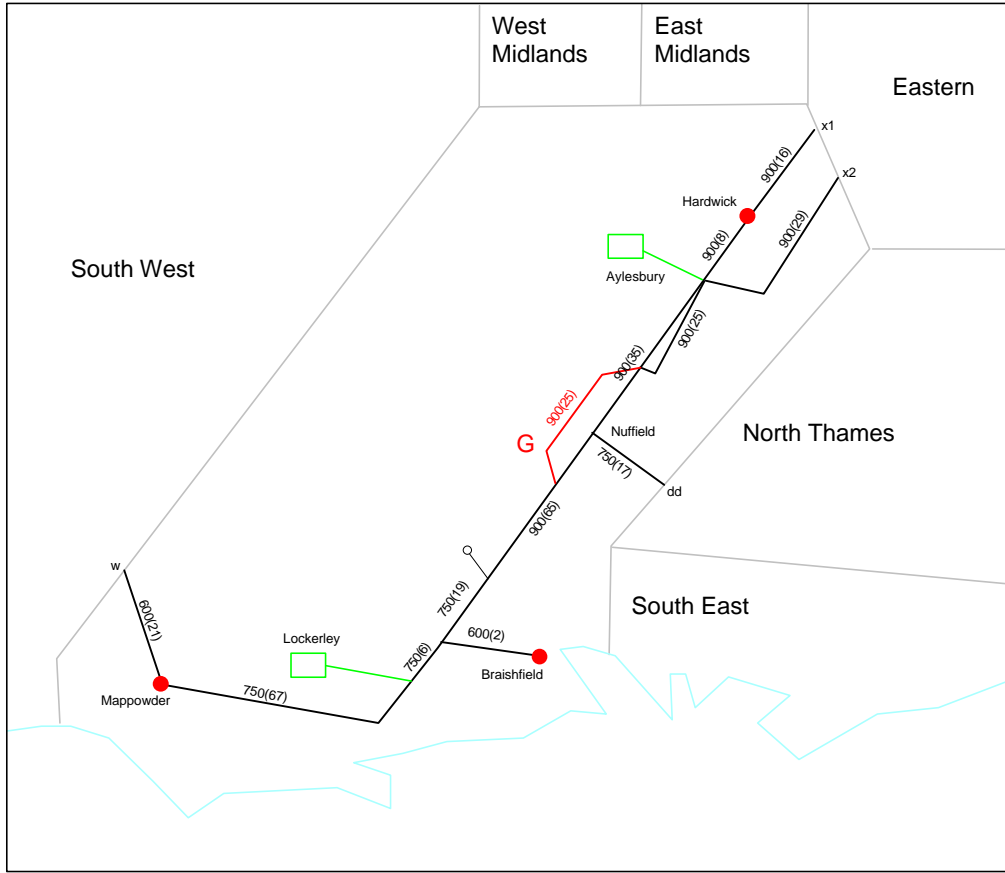 West
Midlands
East
Midlands
Eastern
x1
900(16)
x2
Hardwick
900(29)
900(8)
South West
Aylesbury
900(25)
900(35)
900(25)
Nuffield
North Thames
G
750(17)
dd
900(65)
w
750(19)
South East
600(21)
Lockerley
600(2)
750(6)
Braishfield
Mappowder
750(67)